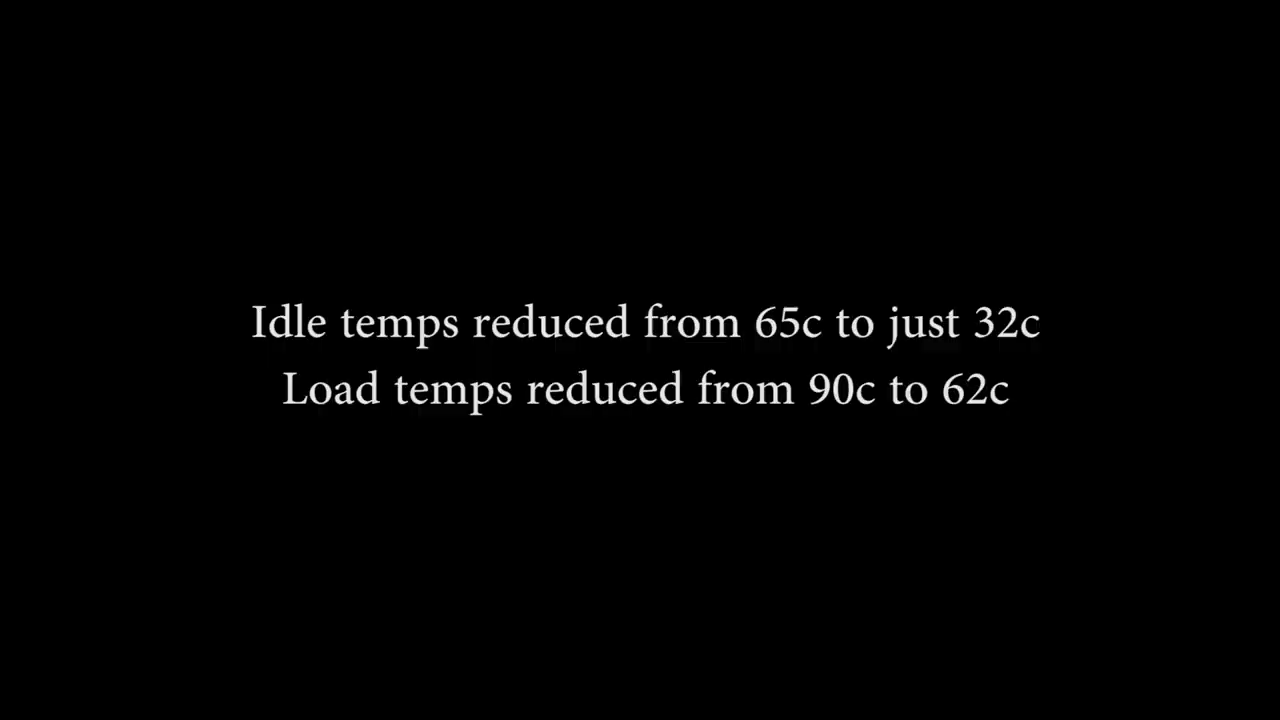 Idle temps reduced from 65c to just 32c
Load temps reduced from 90c to 62c